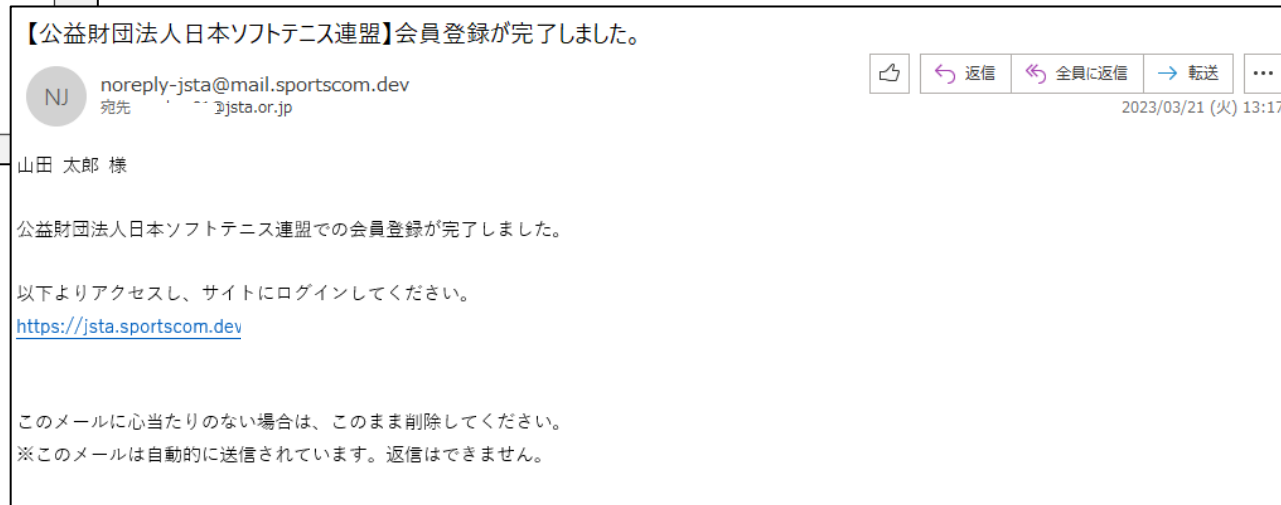 【公益財団法人日本ソフトテニス連盟】会員登録が完了しました。
NJ
noreply-jsta@mail.sportscom.dev
返信
全員に返信
転送
宛先 jsta.or.jp
2023/03/21 (火) 13:17
山田 太郎 様
公益財団法人日本ソフトテニス連盟での会員登録が完了しました。
以下よりアクセスし、サイトにログインしてください。
https://jsta.sportscom.dev
このメールに心当たりのない場合は、このまま削除してください。
※このメールは自動的に送信されています。返信はできません。